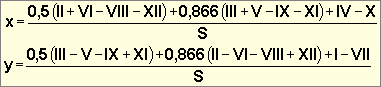 x = 0,5 (II + VI − VIII − XII) + 0,866 (III + V − IX − XI) + IV − X
S
y = 0,5 (III − V − IX + XI) + 0,866 (II − VI − VIII + XII) + I − VII
S